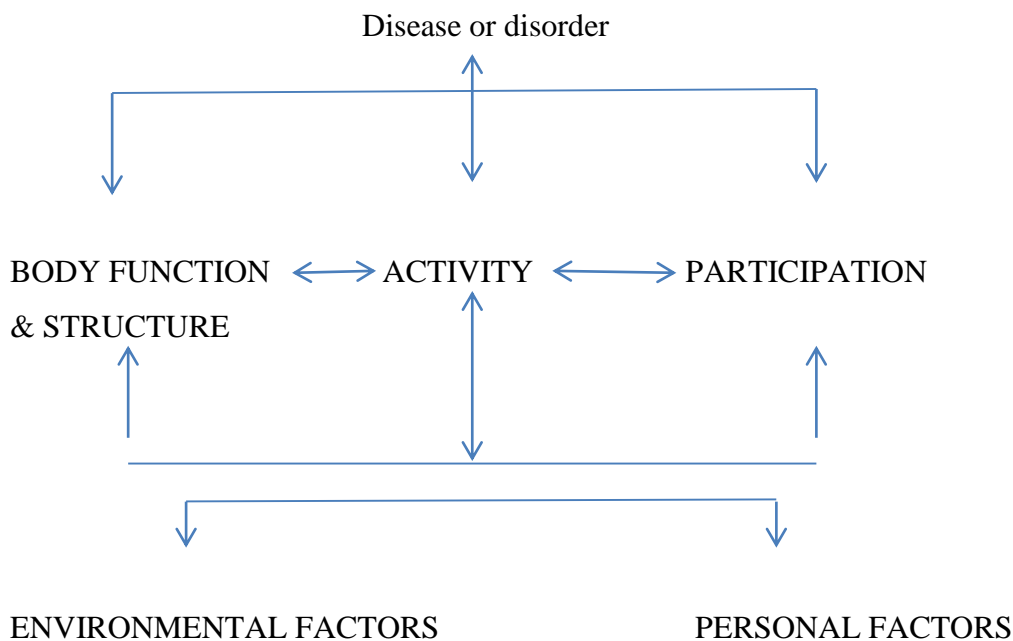 Disease or disorder
BODY FUNCTION ACTIVITY PARTICIPATION
& STRUCTURE
ENVIRONMENTAL FACTORS PERSONAL FACTORS